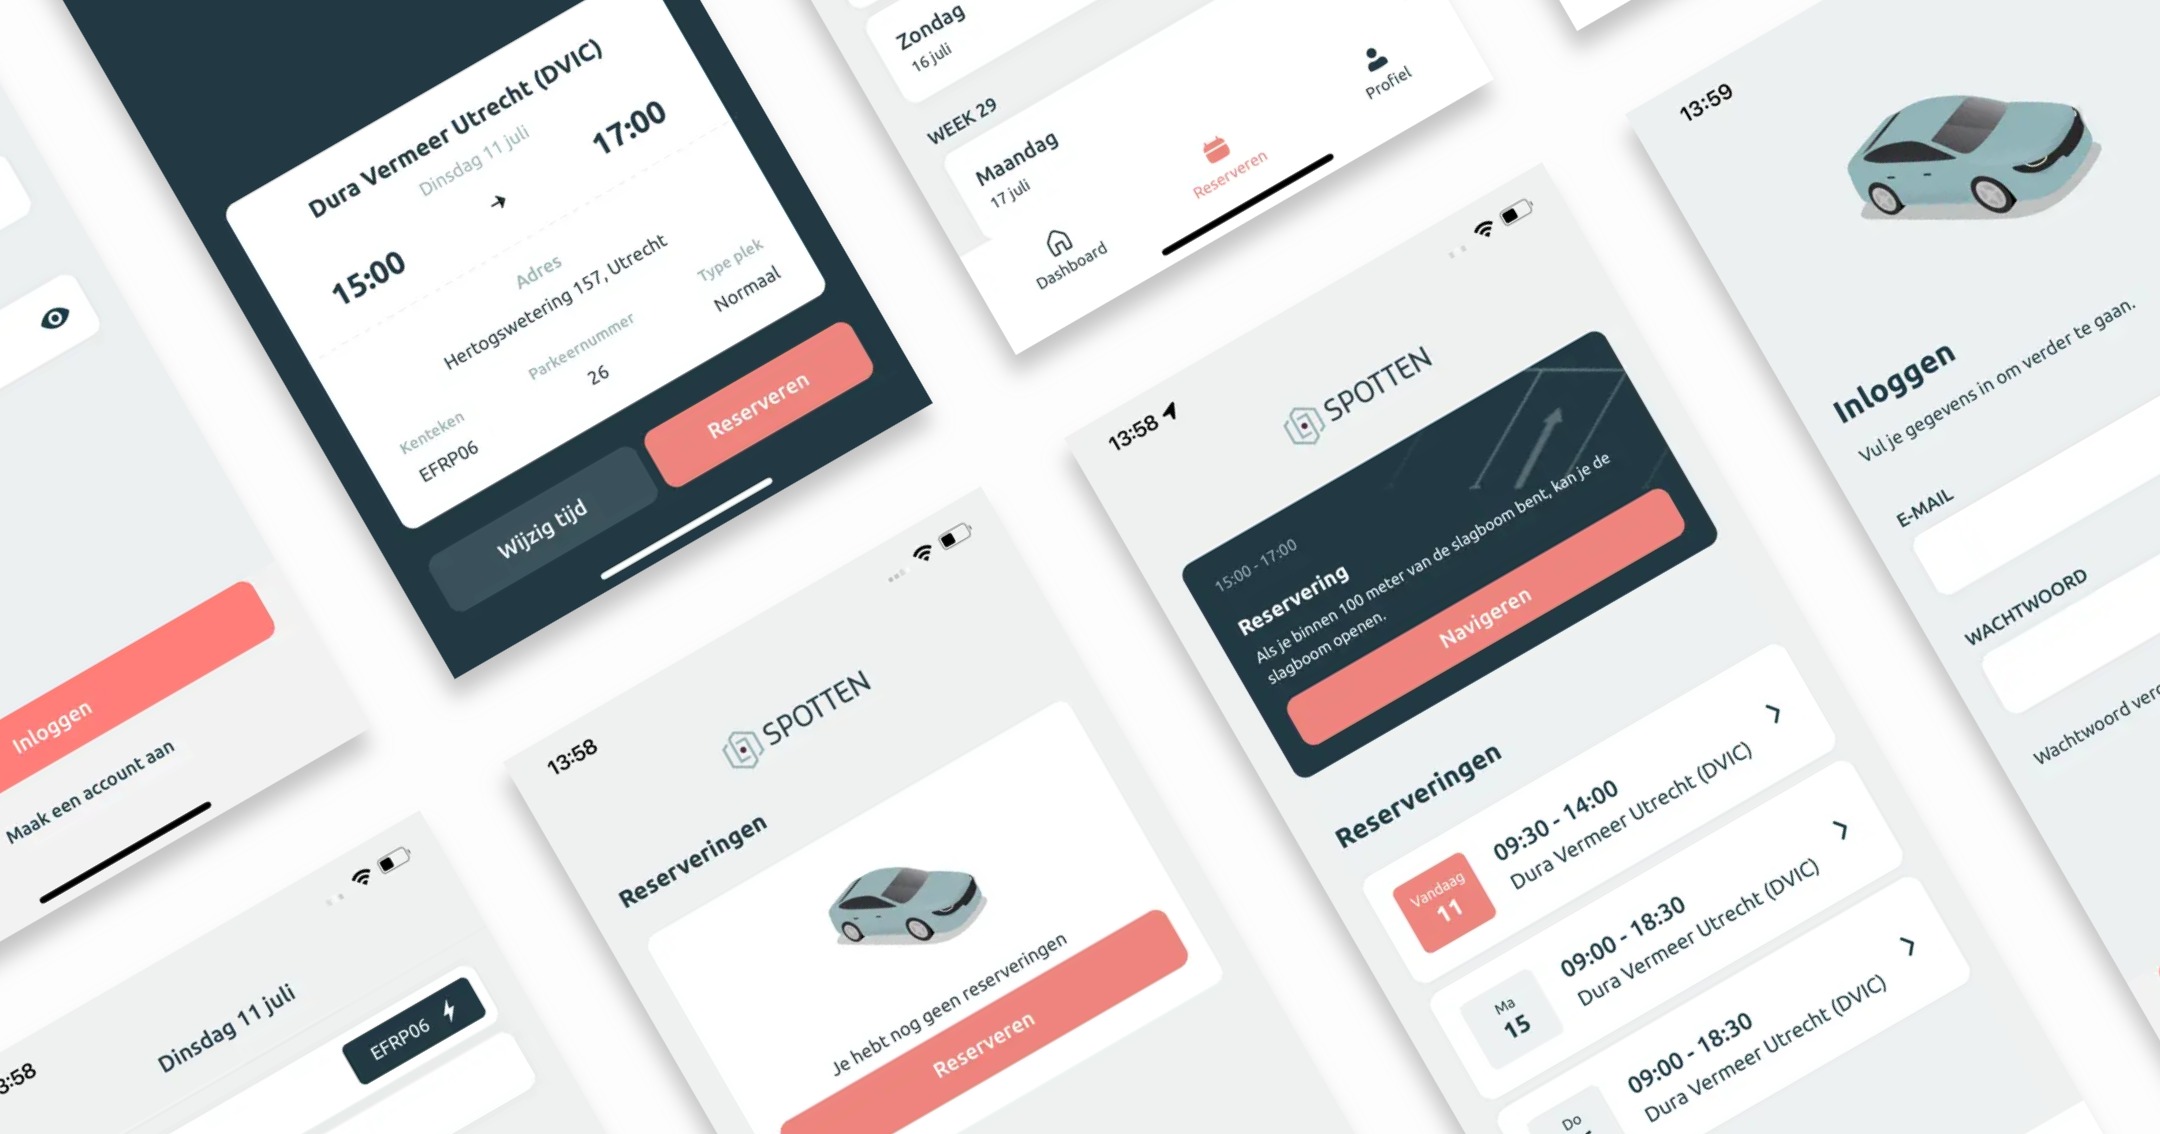 Inloggen
Maak een account aan
Dura Vermeer Utrecht (DVIC)
Dinsdag 11 juli
15:00
17:00
Adres
Hertogswetering 157, Utrecht
Kenteken
EFRP06
Parkeernummer
26
Type plek
Normaal
Wijzig tijd
Reserveren
Dinsdag 11 juli
EFRP06
Zondag
16 juli
WEEK 29
Maandag
17 juli
Dashboard
Reserveren
Profiel
13:58
SPOTTEN
Reserveringen
Je hebt nog geen reserveringen
Reserveren
13:58
SPOTTEN
15:00 - 17:00
Reservering
Als je binnen 100 meter van de slagboom bent, kan je de
slagboom openen.
Navigeren
Reserveringen
Vandaag
11
09:30 - 14:00
Dura Vermeer Utrecht (DVIC)
Ma
15
09:00 - 18:30
Dura Vermeer Utrecht (DVIC)
Do
09:00 - 18:30
Dura Vermeer Utrecht (DVIC)
13:59
Inloggen
Vul je gegevens in om verder te gaan.
E-MAIL
WACHTWOORD
Wachtwoord